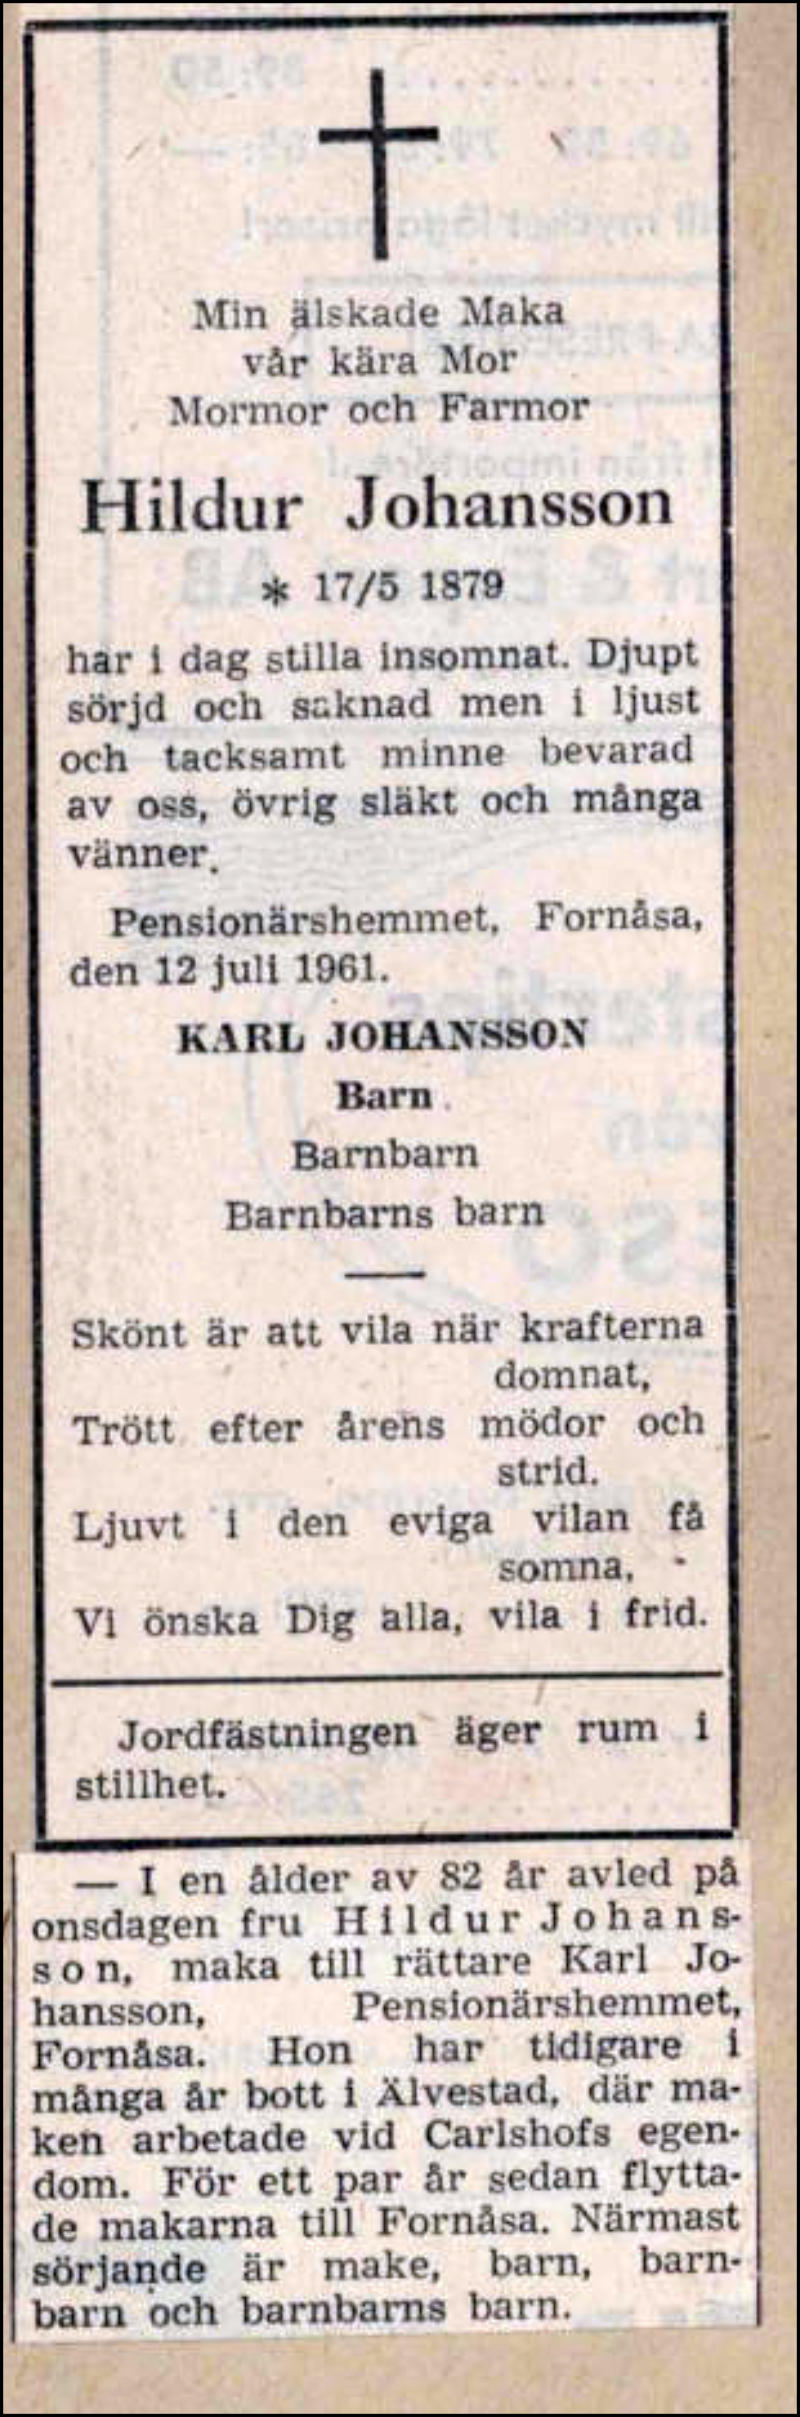 Min älskade Maka
vår kära Mor
Mormor och Farmor
Hildur Johansson
* 17/5 1879
har i dag stilla insomnat. Djupt
sörjd och saknad men i ljust
och tacksamt minne bevarad
av oss, övrig släkt och många
vänner.
Pensionärshemmet, Fornåsa,
den 12 juli 1961.
KARL JOHANSSON
Barn
Barnbarn
Barnbarns barn
Skönt är att vila när krafterna
domnat,
Trött efter årens mödor och
strid.
Ljuvt i den eviga vilan få
somna,
Vi önska Dig alla, vila i frid.
Jordfästningen äger rum i
stillhet.
— I en ålder av 82 år avled på
onsdagen fru Hildur Johans-
son, maka till rättare Karl Jo-
hansson, Pensionärshemmet,
Fornåsa. Hon har tidigare i
många år bott i Älvestad, där ma-
ken arbetade vid Carlshofs egen-
dom. För ett par år sedan flytta-
de makarna till Fornåsa. Närmast
sörjande är make, barn, barn-
barn och barnbarns barn.